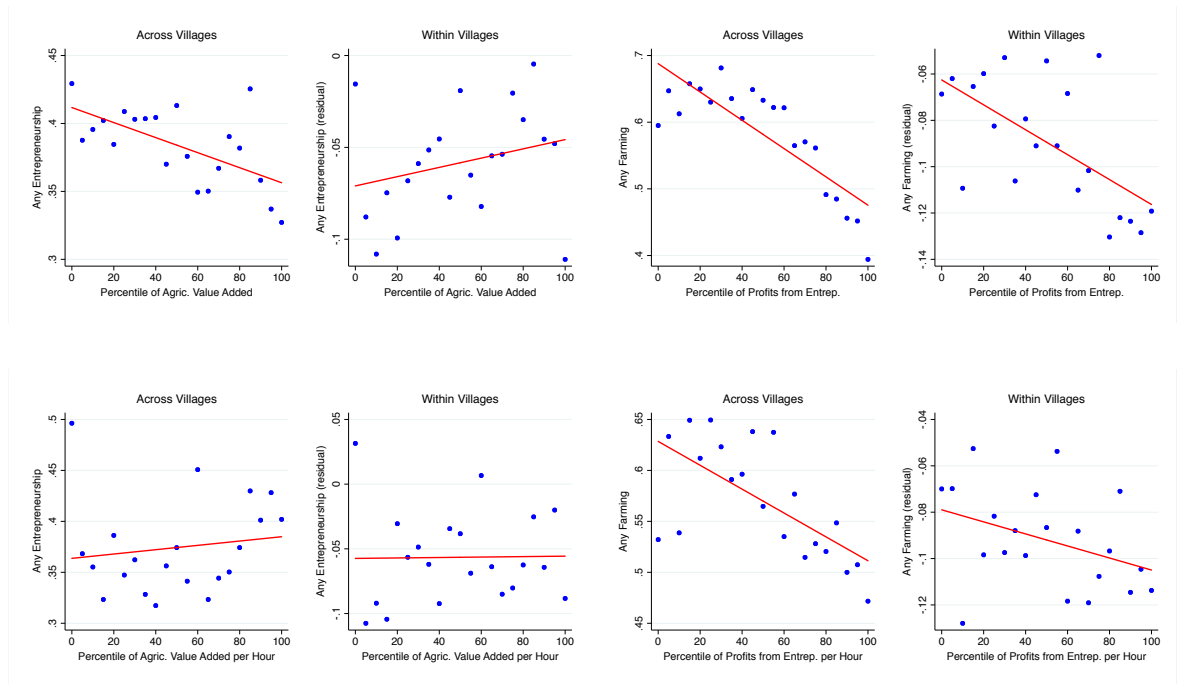 Across Villages
Any Entrepreneurship
.45
.4
.35
.3
0 20 40 60 80 100
Percentile of Agric. Value Added
Within Villages
Any Entrepreneurship (residual)
0
-.05
-.1
0 20 40 60 80 100
Percentile of Agric. Value Added
Across Villages
Any Farming
.7
.6
.5
.4
0 20 40 60 80 100
Percentile of Profits from Entrep.
Within Villages
Any Farming (residual)
-.06
-.08
-.11
-.12
-.14
0 20 40 60 80 100
Percentile of Profits from Entrep.
Across Villages
Any Entrepreneurship
.5
.45
.4
.35
.3
0 20 40 60 80 100
Percentile of Agric. Value Added per Hour
Within Villages
Any Entrepreneurship (residual)
.05
0
-.05
-.1
0 20 40 60 80 100
Percentile of Agric. Value Added per Hour
Across Villages
Any Farming
.65
.6
.55
.5
.45
0 20 40 60 80 100
Percentile of Profits from Entrep. per Hour
Within Villages
Any Farming (residual)
-.04
-.06
-.08
-.1
-.12
0 20 40 60 80 100
Percentile of Profits from Entrep. per Hour